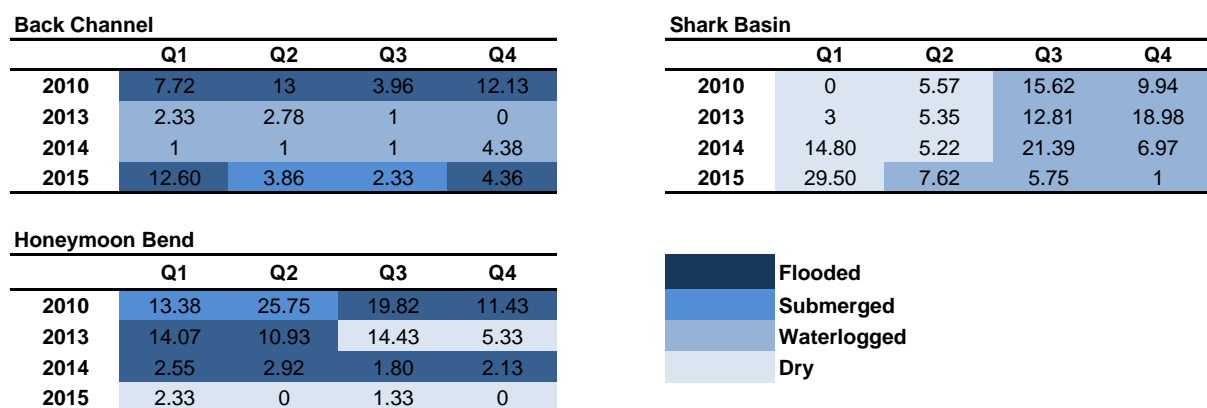 Back Channel
Q1 Q2 Q3 Q4
2010 7.72 13 3.96 12.13
2013 2.33 2.78 1 0
2014 1 1 1 4.38
2015 12.60 3.86 2.33 4.36
Shark Basin
Q1 Q2 Q3 Q4
2010 0 5.57 15.62 9.94
2013 3 5.35 12.81 18.98
2014 14.80 5.22 21.39 6.97
2015 29.50 7.62 5.75 1
Honeymoon Bend
Q1 Q2 Q3 Q4
2010 13.38 25.75 19.82 11.43
2013 14.07 10.93 14.43 5.33
2014 2.55 2.92 1.80 2.13
2015 2.33 0 1.33 0
Flooded
Submerged
Waterlogged
Dry